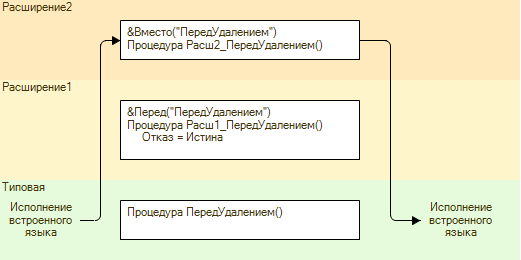 Расширение2
&Вместо("ПередУдалением")
Процедура Расш2_ПередУдалением()
Расширение1
&Перед("ПередУдалением")
Процедура Расш1_ПередУдалением()
Отказ = Истина
Типовая
Исполнение
встроенного
языка
Процедура ПередУдалением()
Исполнение
встроенного
языка